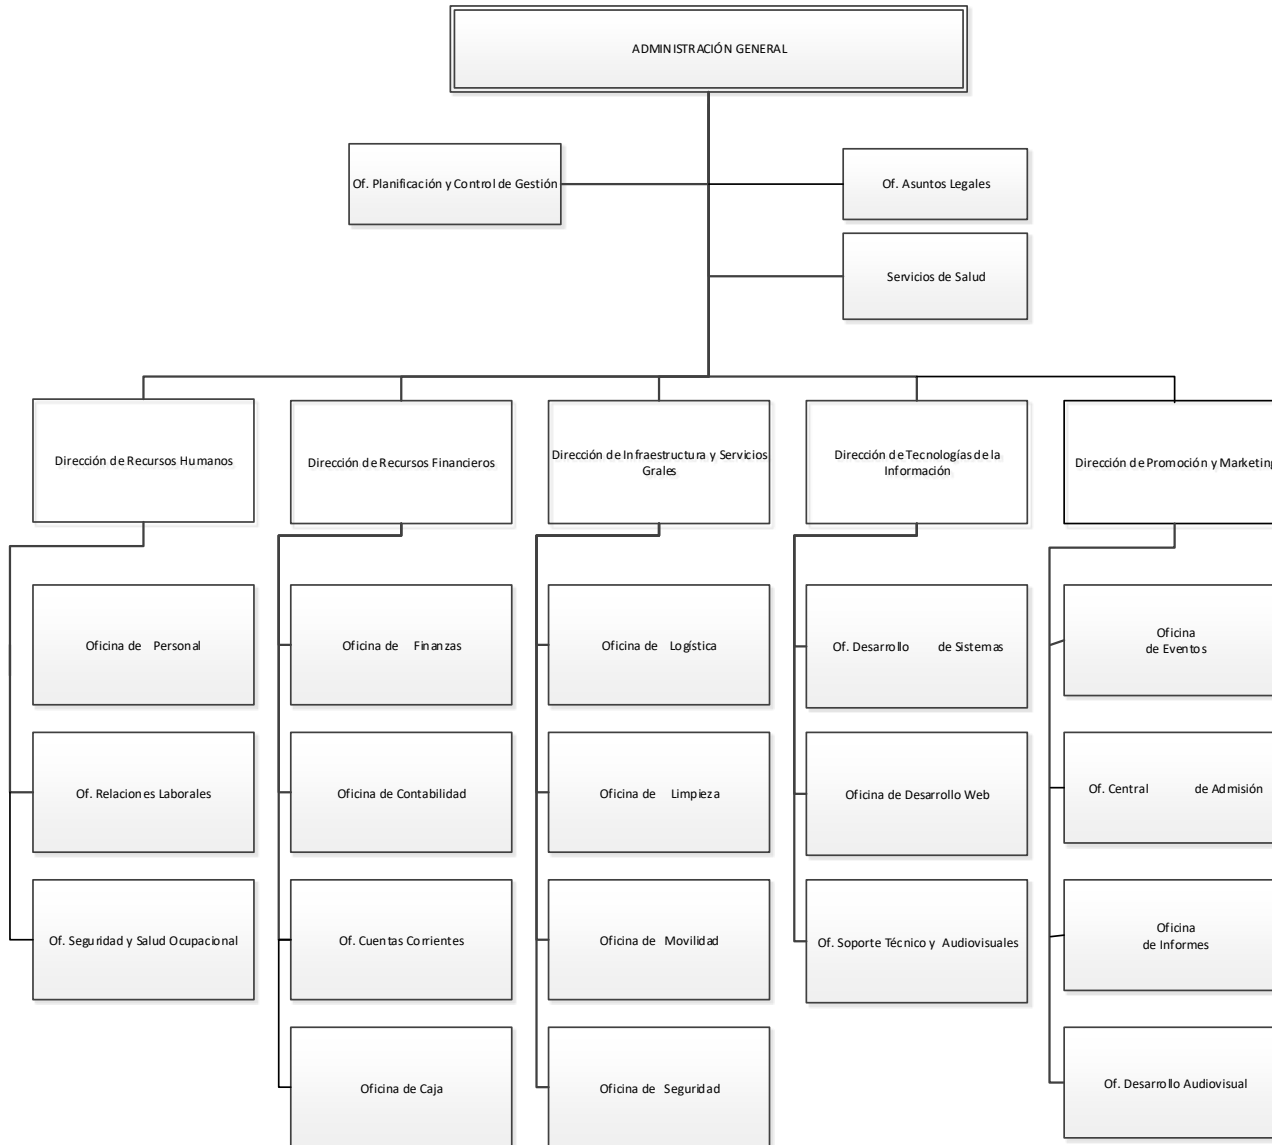 ADMINISTRACIÓN GENERAL
Of. Planificación y Control de Gestión
Of. Asuntos Legales
Servicios de Salud
Dirección de Recursos Humanos
Dirección de Recursos Financieros
Dirección de Infraestructura y Servicios
Grales
Dirección de Tecnologías de la
Información
Dirección de Promoción y Marketing
Oficina de Personal
Oficina de Finanzas
Oficina de Logística
Of. Desarrollo de Sistemas
Oficina
de Eventos
Of. Relaciones Laborales
Oficina de Contabilidad
Oficina de Limpieza
Oficina de Desarrollo Web
Of. Central de Admisión
Of. Seguridad y Salud Ocupacional
Of. Cuentas Corrientes
Oficina de Movilidad
Of. Soporte Técnico y Audiovisuales
Oficina
de Informes
Oficina de Caja
Oficina de Seguridad
Of. Desarrollo Audiovisual